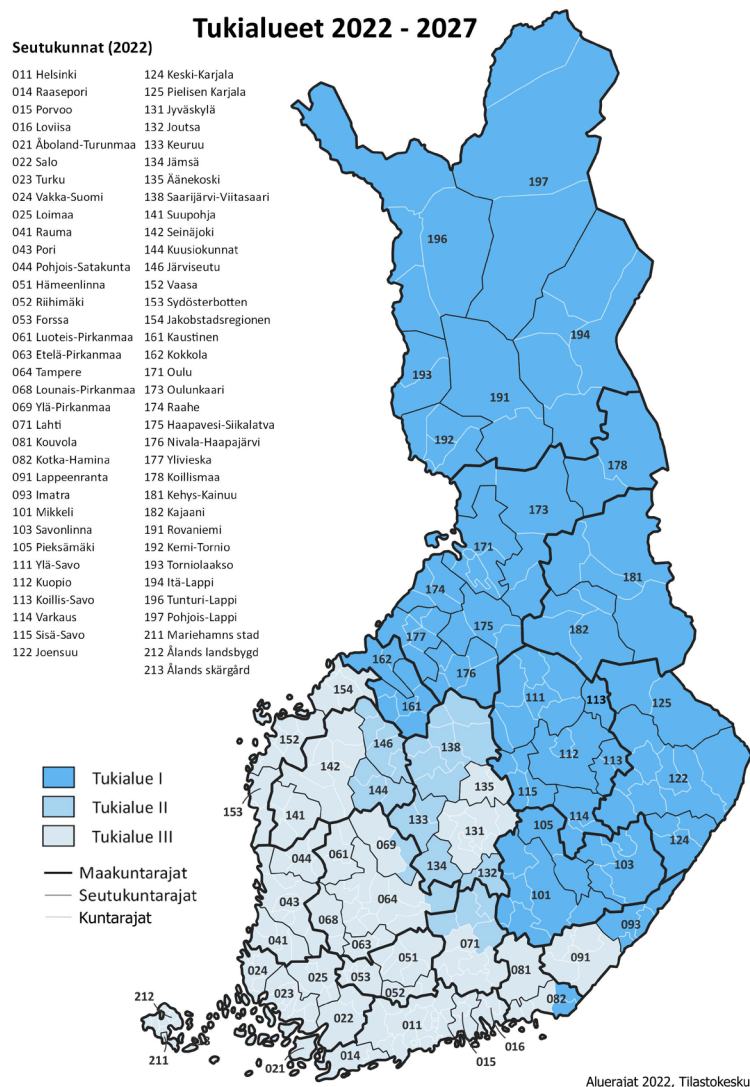 Tukialueet 2022 - 2027
Seutukunnat (2022)
011 Helsinki
014 Raasepori
015 Porvoo
016 Loviisa
021 Åboland-Turunmaa
022 Salo
023 Turku
024 Vakka-Suomi
025 Loimaa
041 Rauma
043 Pori
044 Pohjois-Satakunta
051 Hämeenlinna
052 Riihimäki
053 Forssa
061 Luoteis-Pirkanmaa
063 Etelä-Pirkanmaa
064 Tampere
068 Lounais-Pirkanmaa
069 Ylä-Pirkanmaa
071 Lahti
081 Kouvola
082 Kotka-Hamina
091 Lappeenranta
093 Imatra
101 Mikkeli
103 Savonlinna
105 Pieksämäki
111 Ylä-Savo
112 Kuopio
113 Koillis-Savo
114 Varkaus
115 Sisä-Savo
122 Joensuu
124 Keski-Karjala
125 Pielisen Karjala
131 Jyväskylä
132 Joutsa
133 Keuruu
134 Jämsä
135 Äänekoski
138 Saarijärvi-Viitasaari
141 Suupohja
142 Seinäjoki
144 Kuusiokunnat
146 Järviseutu
152 Vaasa
153 Sydösterbotten
154 Jakobstadsregionen
161 Kaustinen
162 Kokkola
171 Oulu
173 Oulunkaari
174 Raahe
175 Haapavesi-Siikalatva
176 Nivala-Haapajärvi
177 Ylivieska
178 Koillismaa
181 Kehys-Kainuu
182 Kajaani
191 Rovaniemi
192 Kemi-Tornio
193 Torniolaakso
194 Itä-Lappi
196 Tunturi-Lappi
197 Pohjois-Lappi
211 Mariehamns stad
212 Ålands landsbygd
213 Ålands skärgård
197
196
194
193
191
192
178
173
171
181
174
177
175
182
162
176
161
154
111
113
125
152
146
138
112
113
142
122
135
144
115
153
141
133
131
105
114
044
061
069
124
134
132
103
043
064
101
068
093
041
063
071
051
081
091
024
025
053
082
023
052
212
022
011
016
211
021
014
015
Tukialue I
Tukialue II
Tukialue III
Maakuntarajat
Seutukuntarajat
Kuntarajat
Aluerajat 2022, Tilastokesku